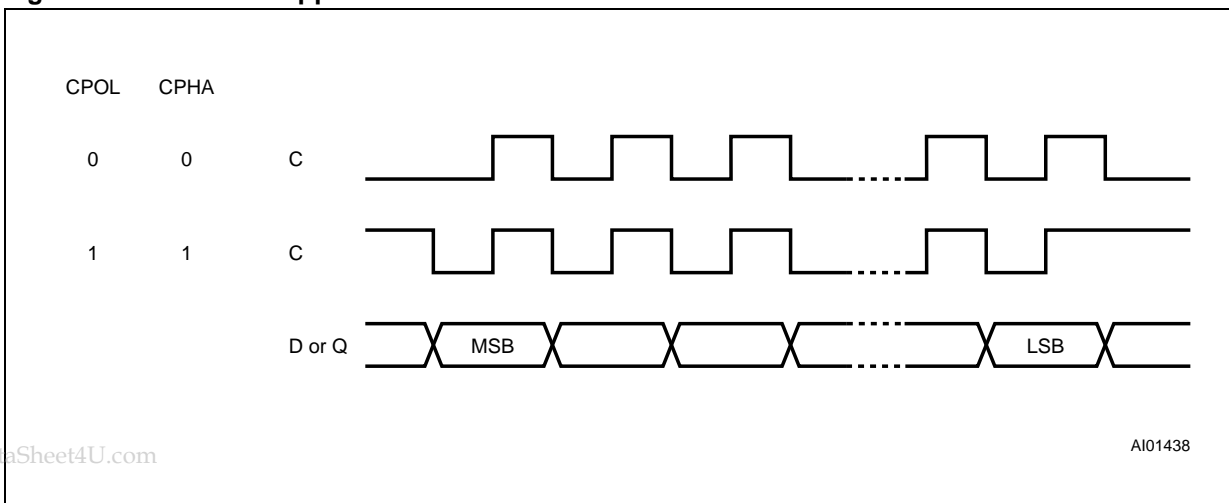 CPOL CPHA
0 0 C
1 1 C
D or Q MSB LSB
AI01438
aSheet4U.com